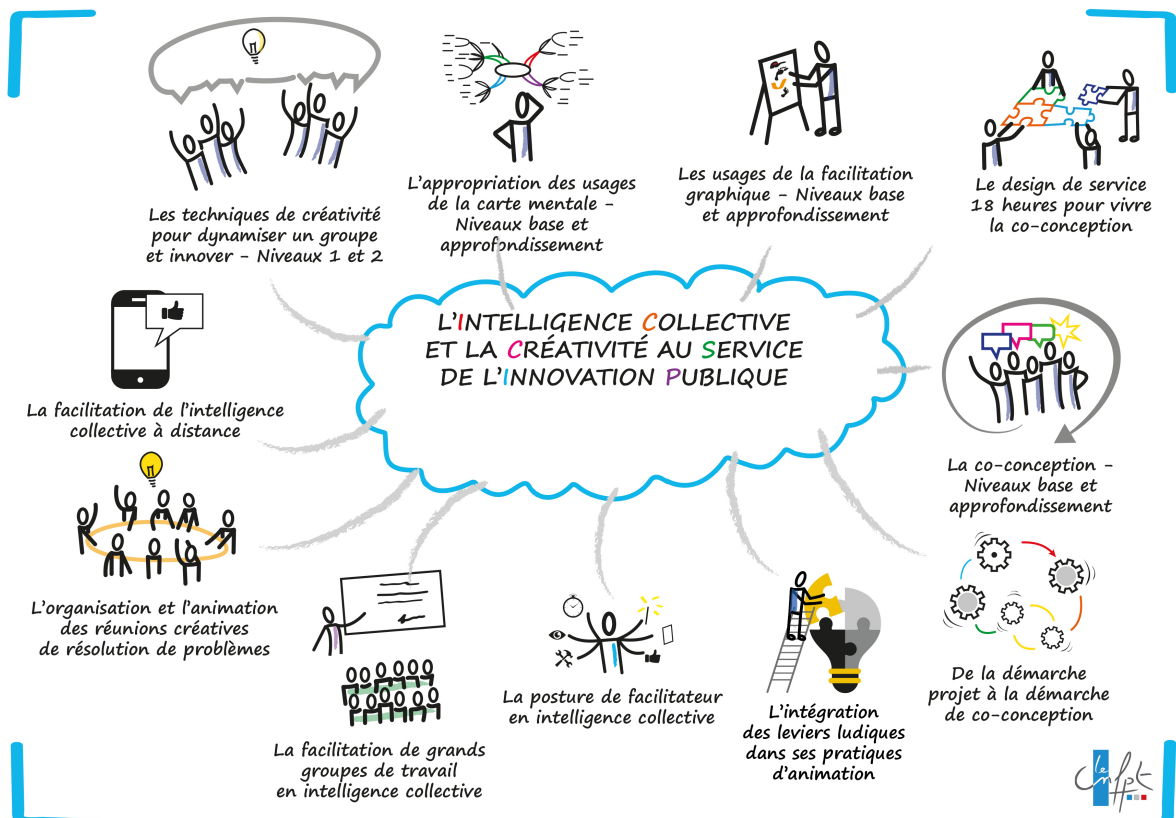 Les techniques de créativité
pour dynamiser un groupe
et innover - Niveaux 1 et 2
L'appropriation des usages
de la carte mentale -
Niveaux base et
approfondissement
Les usages de la facilitation
graphique - Niveaux base
et approfondissement
Le design de service
18 heures pour vivre
la co-conception
L'INTELLIGENCE COLLECTIVE
ET LA CRÉATIVITÉ AU SERVICE
DE L'INNOVATION PUBLIQUE
La facilitation de l'intelligence
collective à distance
La co-conception -
Niveaux base et
approfondissement
L'organisation et l'animation
des réunions créatives
de résolution de problèmes
La facilitation de grands
groupes de travail
en intelligence collective
La posture de facilitateur
en intelligence collective
L'intégration
des leviers ludiques
dans ses pratiques
d'animation
De la démarche
projet à la démarche
de co-conception
le cnfpt